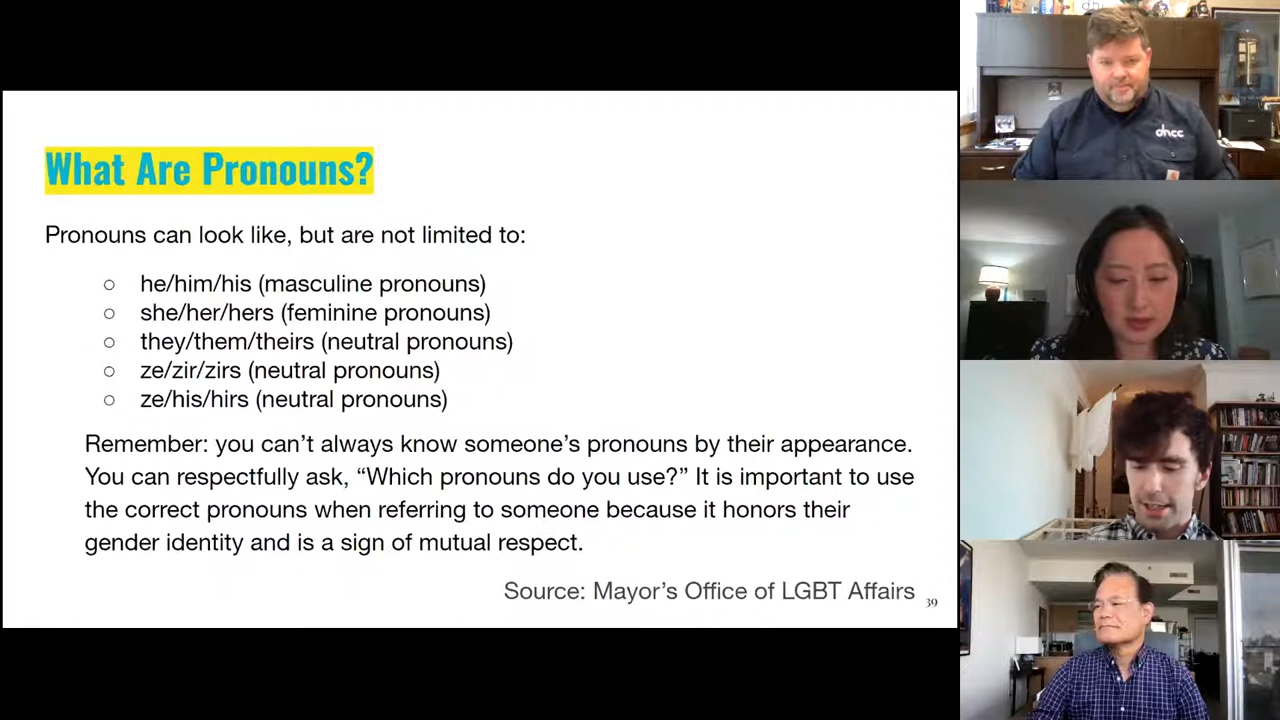 What Are Pronouns?
Pronouns can look like, but are not limited to:
○ he/him/his (masculine pronouns)
○ she/her/hers (feminine pronouns)
○ they/them/theirs (neutral pronouns)
○ ze/zir/zirs (neutral pronouns)
○ ze/his/hirs (neutral pronouns)
Remember: you can’t always know someone’s pronouns by their appearance.
You can respectfully ask, “Which pronouns do you use?” It is important to use
the correct pronouns when referring to someone because it honors their
gender identity and is a sign of mutual respect.
Source: Mayor’s Office of LGBT Affairs
39
dhcc